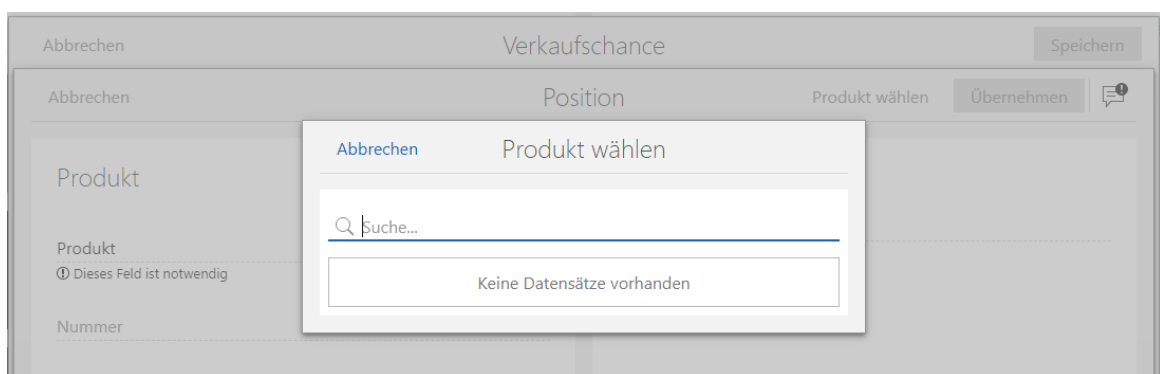 Abbrechen Verkaufschance Speichern
Abbrechen Position Produkt wählen Übernehmen
Abbrechen Produkt wählen
Produkt
Suche...
Produkt
Dieses Feld ist notwendig
Keine Datensätze vorhanden
Nummer